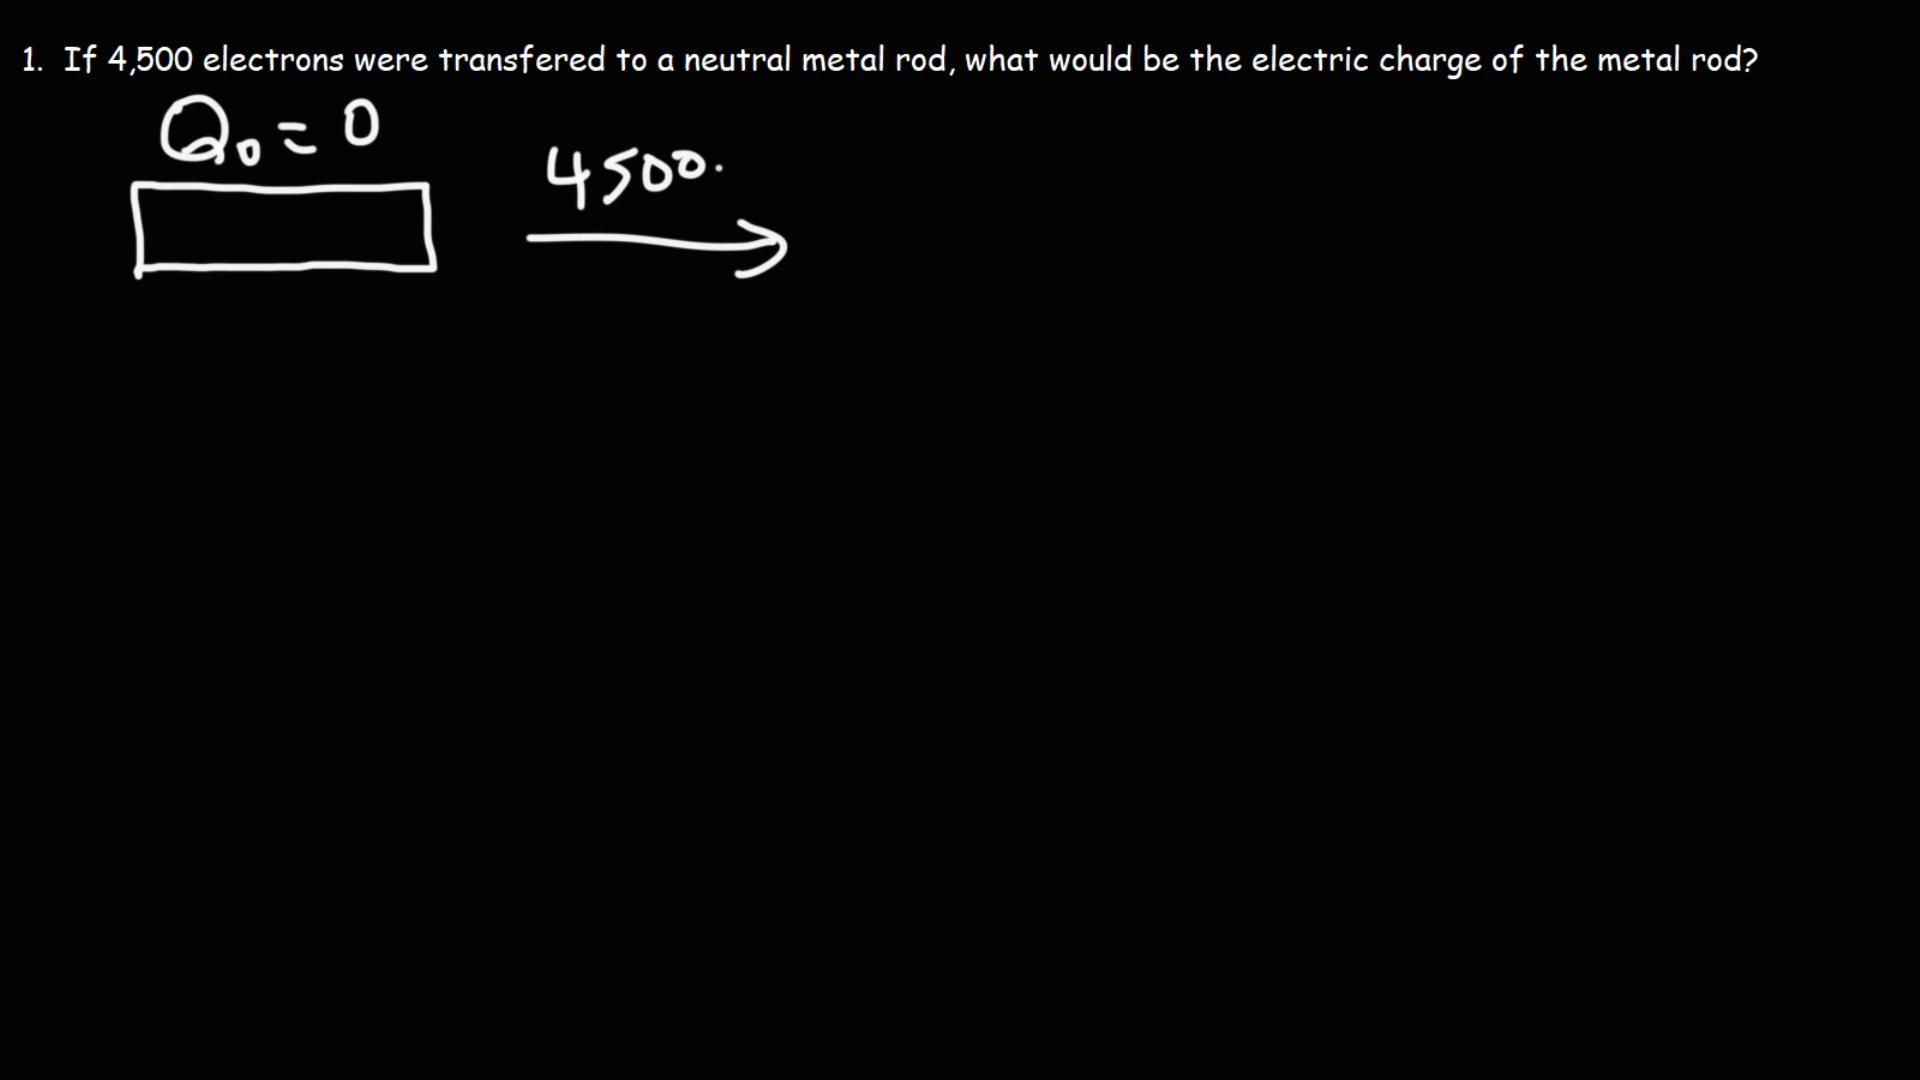 1. If 4,500 electrons were transfered to a neutral metal rod, what would be the electric charge of the metal rod?
Q₀ = 0
4500